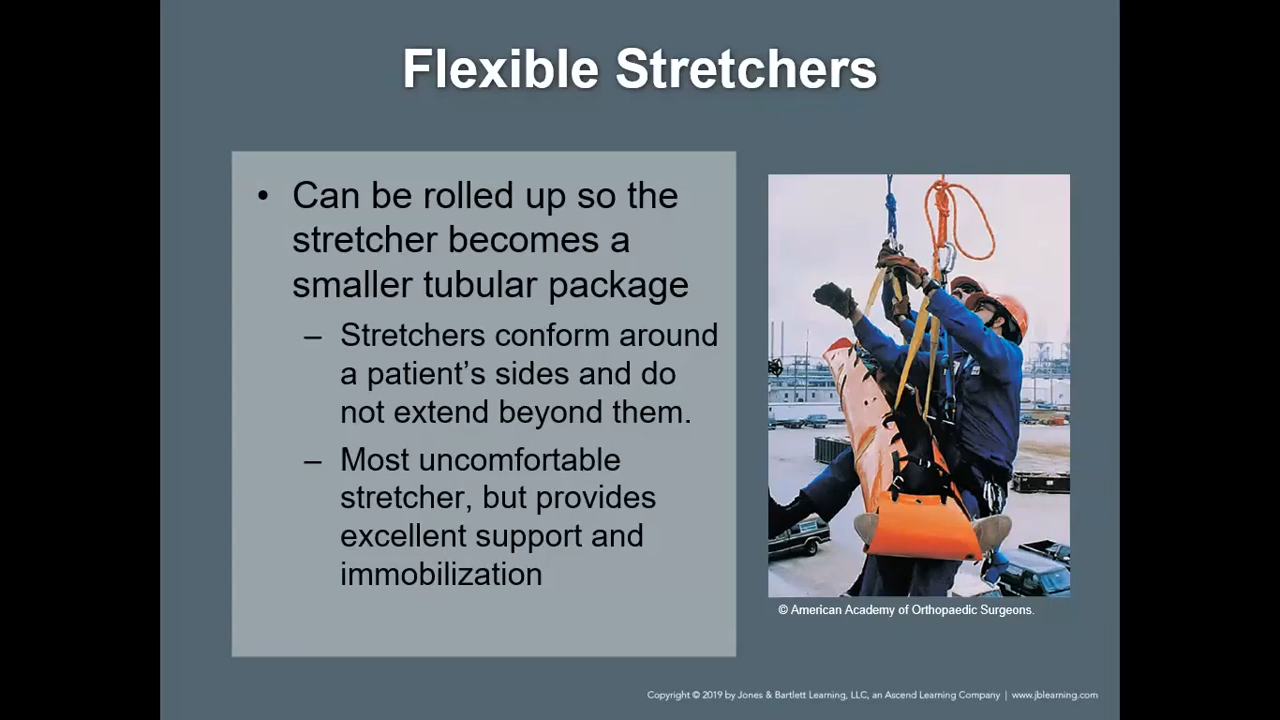 Flexible Stretchers
• Can be rolled up so the
stretcher becomes a
smaller tubular package
– Stretchers conform around
a patient's sides and do
not extend beyond them.
– Most uncomfortable
stretcher, but provides
excellent support and
immobilization
© American Academy of Orthopaedic Surgeons.
Copyright © 2019 by Jones & Bartlett Learning, LLC, an Ascend Learning Company | www.jblearning.com